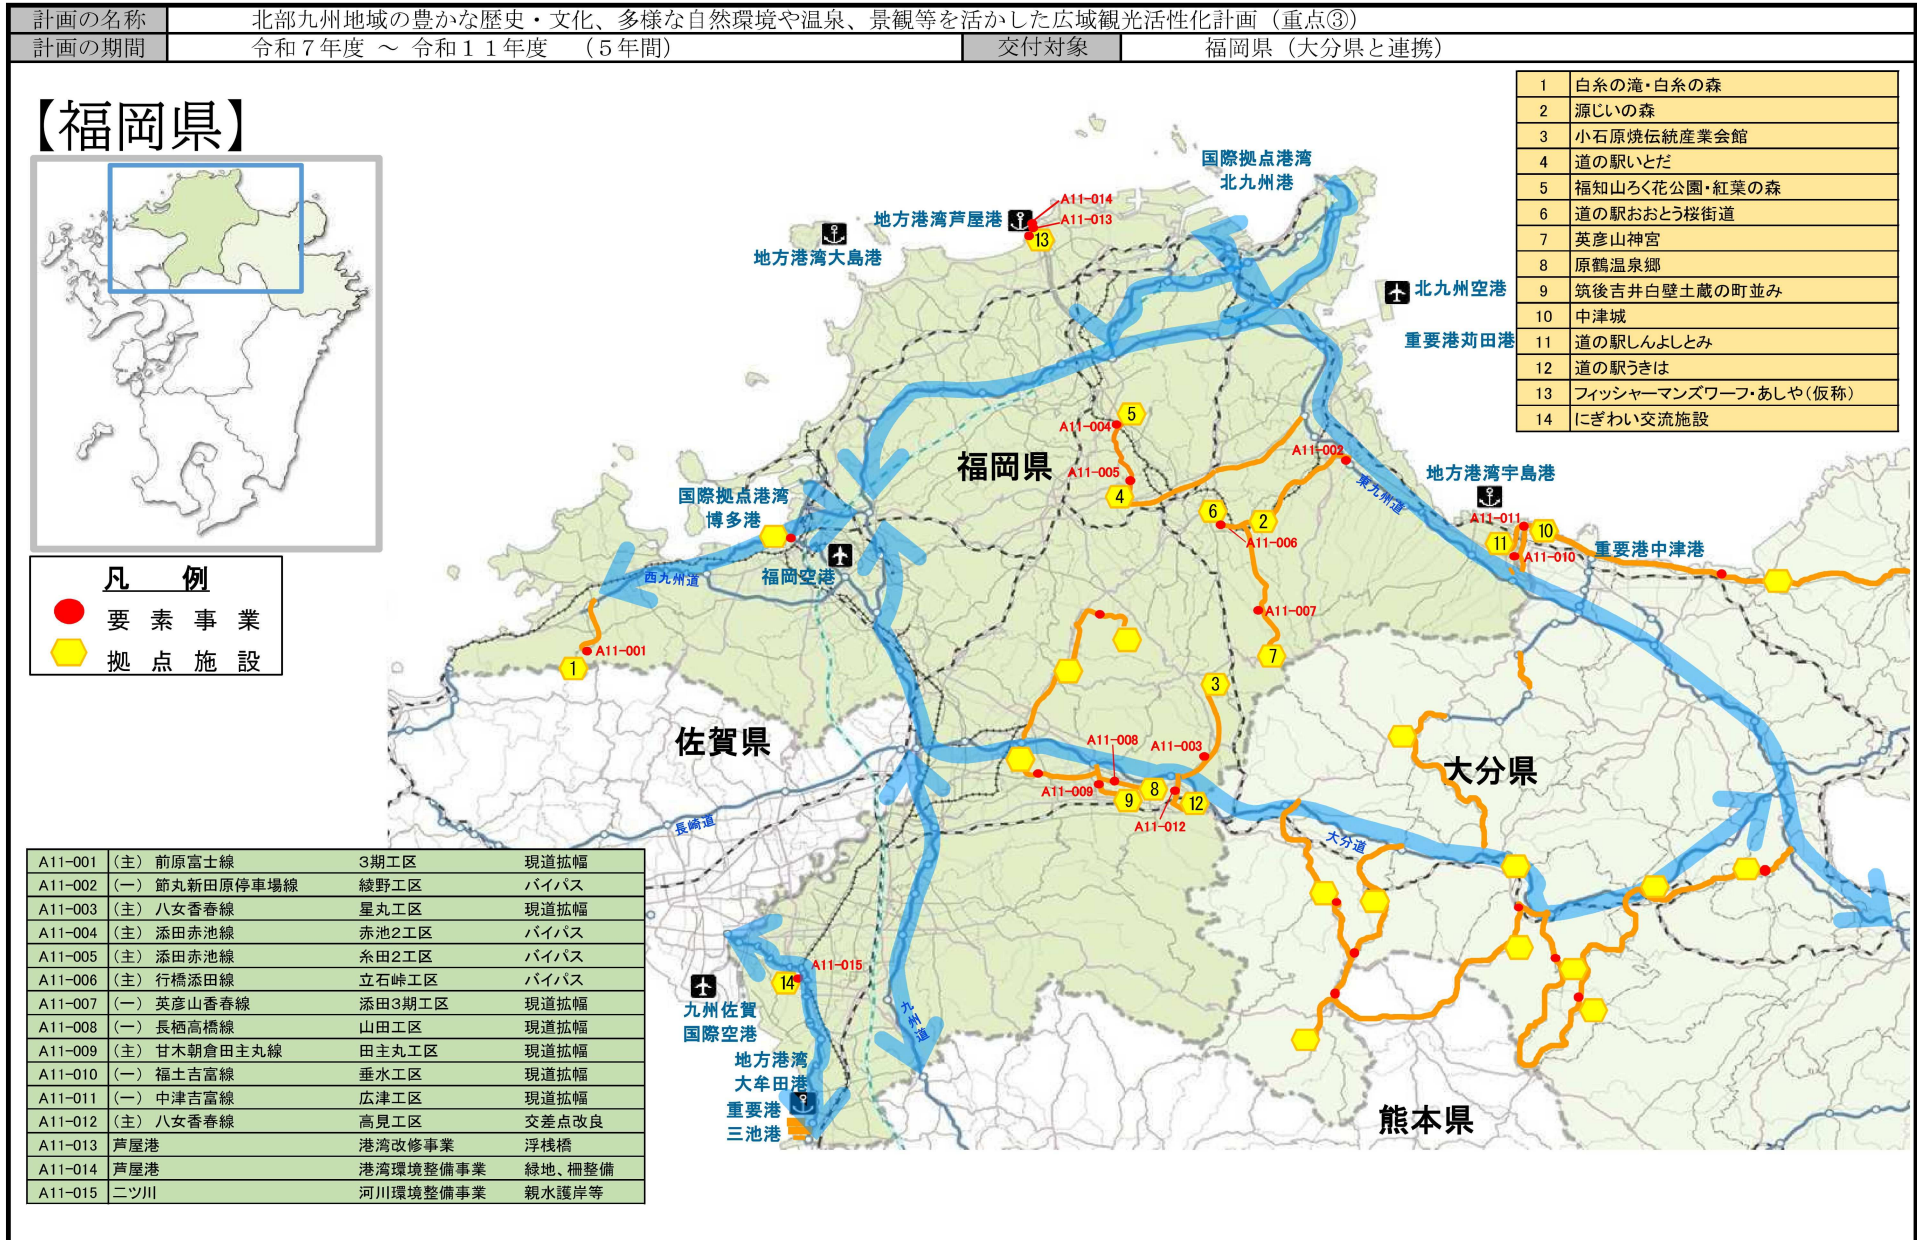 計画の名称 北部九州地域の豊かな歴史・文化、多様な自然環境や温泉、景観等を活かした広域観光活性化計画（重点③）
計画の期間 令和７年度 ～ 令和１１年度 （５年間） 交付対象 福岡県（大分県と連携）
【福岡県】
1 白糸の滝・白糸の森
2 源じいの森
3 小石原焼伝統産業会館
4 道の駅いとだ
5 福知山ろく花公園・紅葉の森
6 道の駅おおとう桜街道
7 英彦山神宮
8 原鶴温泉郷
9 筑後吉井白壁土蔵の町並み
10 中津城
11 道の駅しんよしとみ
12 道の駅うきは
13 フィッシャーマンズワーフ・あしや（仮称）
14 にぎわい交流施設
国際拠点港湾
北九州港
A11-014
地方港湾芦屋港
A11-013
13
地方港湾大島港
北九州空港
重要港苅田港
5
A11-004
A11-002
福岡県
A11-005
4
地方港湾宇島港
東九州道
国際拠点港湾
博多港
6
2
A11-011
10
A11-006
11
A11-010
重要港中津港
福岡空港
西九州道
A11-007
A11-001
1
7
3
佐賀県
A11-008
A11-003
大分県
A11-009
8
9
12
A11-012
長崎道
大分道
A11-015
14
九州佐賀
国際空港
九州道
地方港湾
大牟田港
重要港
三池港
熊本県
凡 例
要素事業
拠点施設
A11-001 （主） 前原富士線 3期工区 現道拡幅
A11-002 （一） 節丸新田原停車場線 綾野工区 バイパス
A11-003 （主） 八女香春線 星丸工区 現道拡幅
A11-004 （主） 添田赤池線 赤池2工区 バイパス
A11-005 （主） 添田赤池線 糸田2工区 バイパス
A11-006 （主） 行橋添田線 立石峠工区 バイパス
A11-007 （一） 英彦山香春線 添田3期工区 現道拡幅
A11-008 （一） 長栖高橋線 山田工区 現道拡幅
A11-009 （主） 甘木朝倉田主丸線 田主丸工区 現道拡幅
A11-010 （一） 福土吉富線 垂水工区 現道拡幅
A11-011 （一） 中津吉富線 広津工区 現道拡幅
A11-012 （主） 八女香春線 高見工区 交差点改良
A11-013 芦屋港 港湾改修事業 浮桟橋
A11-014 芦屋港 港湾環境整備事業 緑地、柵整備
A11-015 二ツ川 河川環境整備事業 親水護岸等